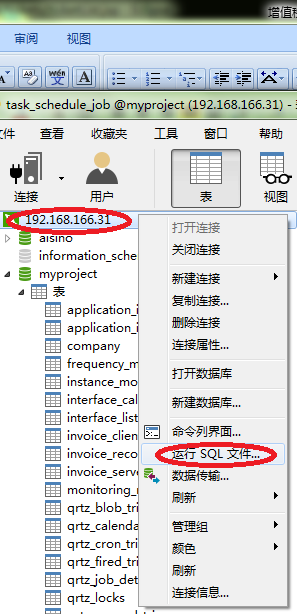 增值税
审阅 视图
wén A
task_schedule_job @myproject (192.168.166.31) -
件 查看 收藏夹 工具 窗口 帮助
连接 用户 表 视图
192.168.166.31
aisino
information_sche
myproject
表
application_i
application_i
company
frequency_m
instance_mo
interface_cal
interface_list
invoice_clien
invoice_reco
invoice_serve
monitoring_
qrtz_blob_tri
qrtz_calenda
qrtz_cron_tri
qrtz_fired_tri
qrtz_job_det
qrtz_locks
打开连接
关闭连接
新建连接
复制连接...
删除连接
连接属性...
打开数据库
新建数据库...
命令列界面...
运行 SQL 文件...
数据传输...
刷新
管理组
颜色
刷新
连接信息...